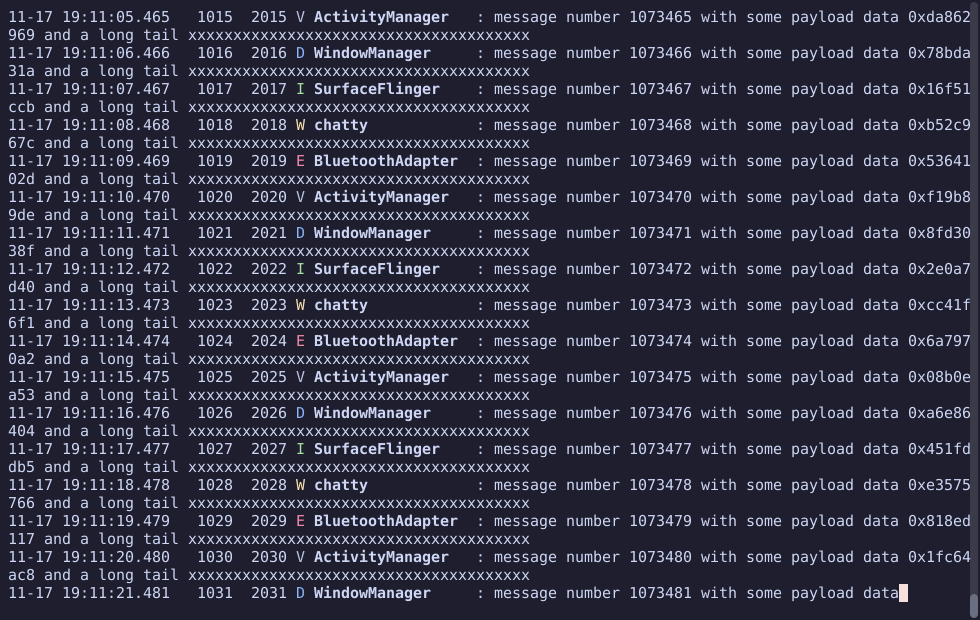 11-17 19:11:05.465   1015  2015 V ActivityManager   : message number 1073465 with some payload data 0xda862
969 and a long tail xxxxxxxxxxxxxxxxxxxxxxxxxxxxxxxxxxxxxx
11-17 19:11:06.466   1016  2016 D WindowManager     : message number 1073466 with some payload data 0x78bda
31a and a long tail xxxxxxxxxxxxxxxxxxxxxxxxxxxxxxxxxxxxxx
11-17 19:11:07.467   1017  2017 I SurfaceFlinger    : message number 1073467 with some payload data 0x16f51
ccb and a long tail xxxxxxxxxxxxxxxxxxxxxxxxxxxxxxxxxxxxxx
11-17 19:11:08.468   1018  2018 W chatty            : message number 1073468 with some payload data 0xb52c9
67c and a long tail xxxxxxxxxxxxxxxxxxxxxxxxxxxxxxxxxxxxxx
11-17 19:11:09.469   1019  2019 E BluetoothAdapter  : message number 1073469 with some payload data 0x53641
02d and a long tail xxxxxxxxxxxxxxxxxxxxxxxxxxxxxxxxxxxxxx
11-17 19:11:10.470   1020  2020 V ActivityManager   : message number 1073470 with some payload data 0xf19b8
9de and a long tail xxxxxxxxxxxxxxxxxxxxxxxxxxxxxxxxxxxxxx
11-17 19:11:11.471   1021  2021 D WindowManager     : message number 1073471 with some payload data 0x8fd30
38f and a long tail xxxxxxxxxxxxxxxxxxxxxxxxxxxxxxxxxxxxxx
11-17 19:11:12.472   1022  2022 I SurfaceFlinger    : message number 1073472 with some payload data 0x2e0a7
d40 and a long tail xxxxxxxxxxxxxxxxxxxxxxxxxxxxxxxxxxxxxx
11-17 19:11:13.473   1023  2023 W chatty            : message number 1073473 with some payload data 0xcc41f
6f1 and a long tail xxxxxxxxxxxxxxxxxxxxxxxxxxxxxxxxxxxxxx
11-17 19:11:14.474   1024  2024 E BluetoothAdapter  : message number 1073474 with some payload data 0x6a797
0a2 and a long tail xxxxxxxxxxxxxxxxxxxxxxxxxxxxxxxxxxxxxx
11-17 19:11:15.475   1025  2025 V ActivityManager   : message number 1073475 with some payload data 0x08b0e
a53 and a long tail xxxxxxxxxxxxxxxxxxxxxxxxxxxxxxxxxxxxxx
11-17 19:11:16.476   1026  2026 D WindowManager     : message number 1073476 with some payload data 0xa6e86
404 and a long tail xxxxxxxxxxxxxxxxxxxxxxxxxxxxxxxxxxxxxx
11-17 19:11:17.477   1027  2027 I SurfaceFlinger    : message number 1073477 with some payload data 0x451fd
db5 and a long tail xxxxxxxxxxxxxxxxxxxxxxxxxxxxxxxxxxxxxx
11-17 19:11:18.478   1028  2028 W chatty            : message number 1073478 with some payload data 0xe3575
766 and a long tail xxxxxxxxxxxxxxxxxxxxxxxxxxxxxxxxxxxxxx
11-17 19:11:19.479   1029  2029 E BluetoothAdapter  : message number 1073479 with some payload data 0x818ed
117 and a long tail xxxxxxxxxxxxxxxxxxxxxxxxxxxxxxxxxxxxxx
11-17 19:11:20.480   1030  2030 V ActivityManager   : message number 1073480 with some payload data 0x1fc64
ac8 and a long tail xxxxxxxxxxxxxxxxxxxxxxxxxxxxxxxxxxxxxx
11-17 19:11:21.481   1031  2031 D WindowManager     : message number 1073481 with some payload data